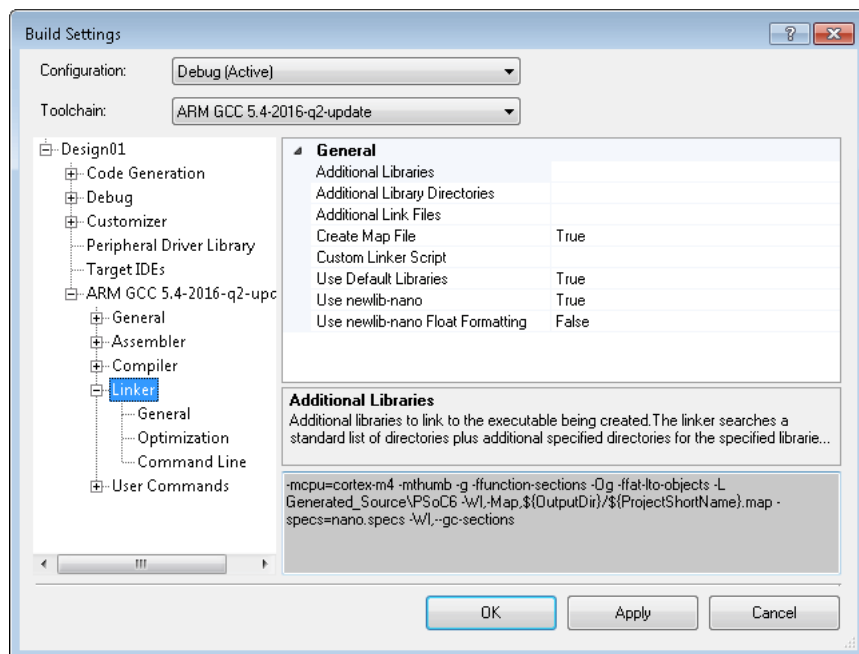 Build Settings
Configuration: Debug (Active)
Toolchain: ARM GCC 5.4-2016-q2-update
Design01
Code Generation
Debug
Customizer
Peripheral Driver Library
Target IDEs
ARM GCC 5.4-2016-q2-upd
General
Assembler
Compiler
Linker
General
Optimization
Command Line
User Commands
General
Additional Libraries
Additional Library Directories
Additional Link Files
Create Map File True
Custom Linker Script
Use Default Libraries True
Use newlib-nano True
Use newlib-nano Float Formatting False
Additional Libraries
Additional libraries to link to the executable being created.The linker searches a
standard list of directories plus additional specified directories for the specified librarie...
-mcpu=cortex-m4 -mthumb -g -ffunction-sections -Og -ffat-lto-objects -L
Generated_Source\PSoC6 -Wl,-Map,${OutputDir}/${ProjectShortName}.map -
specs=nano.specs -Wl,--gc-sections
OK Apply Cancel